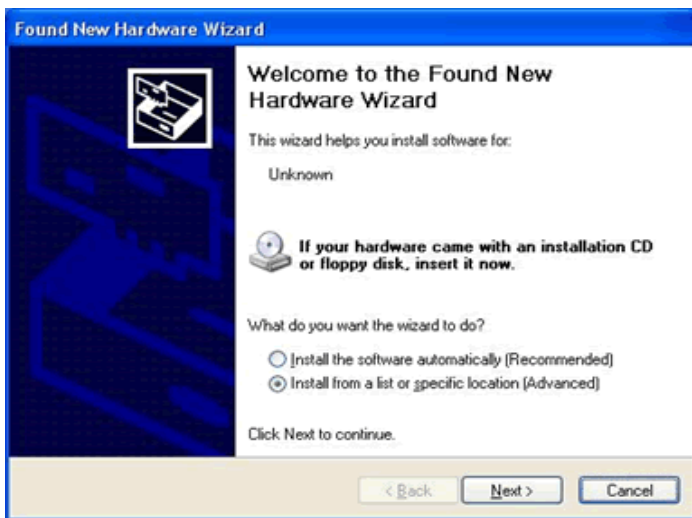 Found New Hardware Wizard
Welcome to the Found New
Hardware Wizard
This wizard helps you install software for:
Unknown
If your hardware came with an installation CD
or floppy disk, insert it now.
What do you want the wizard to do?
Install the software automatically (Recommended)
Install from a list or specific location (Advanced)
Click Next to continue.
< Back Next > Cancel